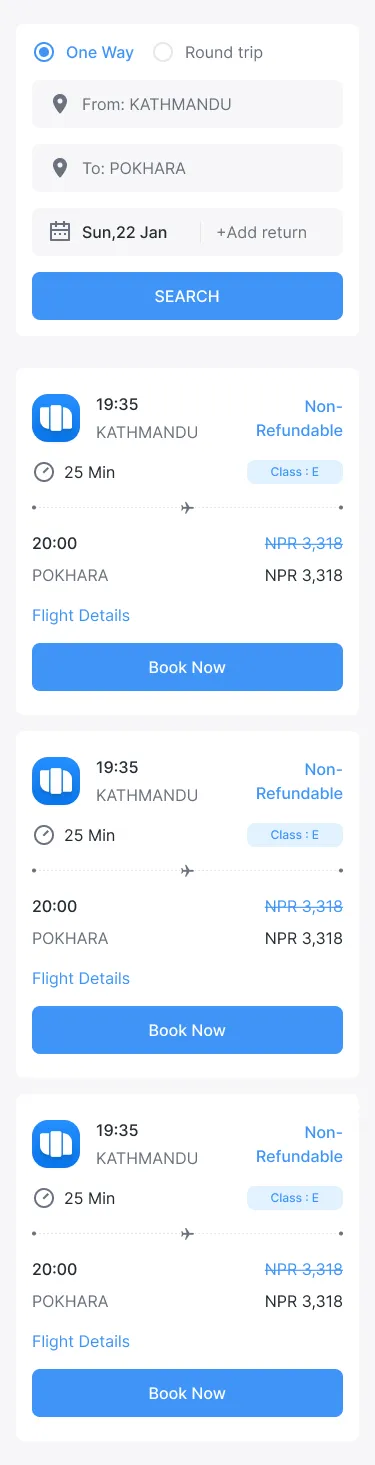 One Way Round trip
From: KATHMANDU
To: POKHARA
Sun,22 Jan +Add return
SEARCH
19:35 Non-
KATHMANDU Refundable
25 Min Class : E
20:00 NPR 3,318
POKHARA NPR 3,318
Flight Details
Book Now
19:35 Non-
KATHMANDU Refundable
25 Min Class : E
20:00 NPR 3,318
POKHARA NPR 3,318
Flight Details
Book Now
19:35 Non-
KATHMANDU Refundable
25 Min Class : E
20:00 NPR 3,318
POKHARA NPR 3,318
Flight Details
Book Now